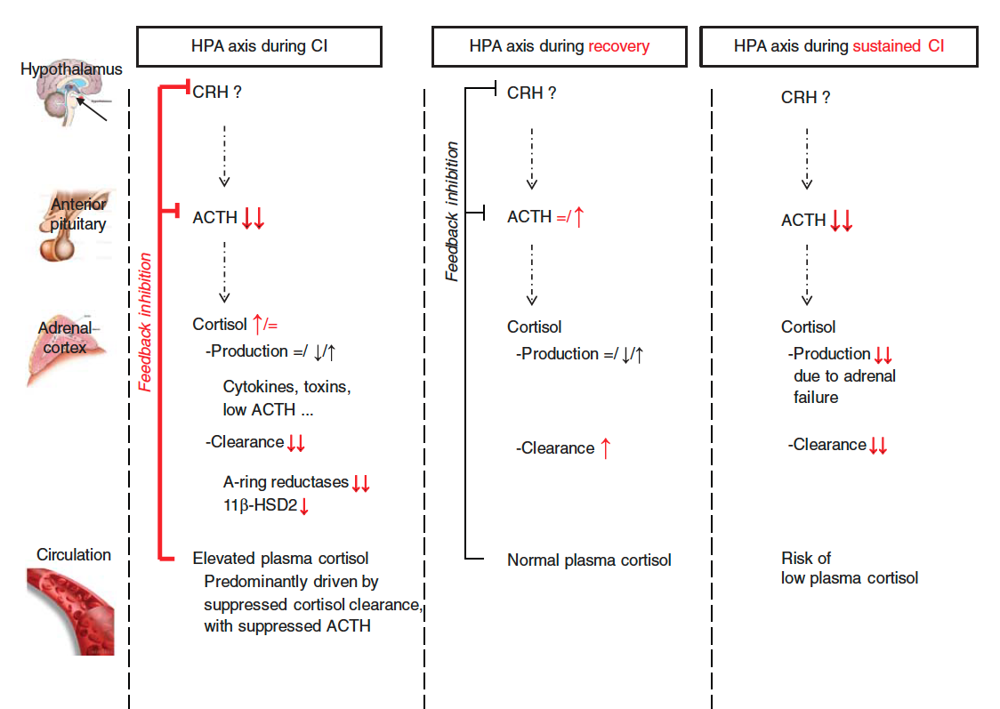 HPA axis during CI
HPA axis during recovery
HPA axis during sustained CI
Hypothalamus
Anterior
pituitary
Adrenal
cortex
Circulation
Feedback inhibition
CRH ?
ACTH ↓↓
Cortisol ↑/=
-Production =/ ↓/↑
Cytokines, toxins,
low ACTH ...
-Clearance ↓↓
A-ring reductases ↓↓
11β-HSD2 ↓
Elevated plasma cortisol
Predominantly driven by
suppressed cortisol clearance,
with suppressed ACTH
Feedback inhibition
CRH ?
ACTH =/↑
Cortisol
-Production =/ ↓/↑
-Clearance ↑
Normal plasma cortisol
CRH ?
ACTH ↓↓
Cortisol
-Production ↓↓
due to adrenal
failure
-Clearance ↓↓
Risk of
low plasma cortisol